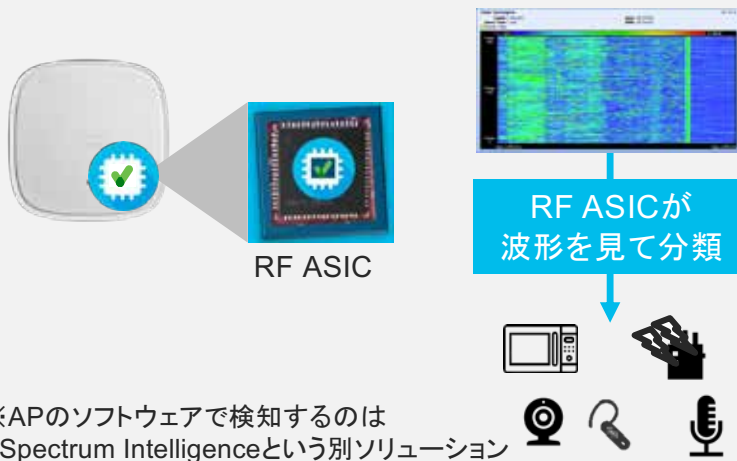 RF ASIC
RF ASICが
波形を見て分類
※APのソフトウェアで検知するのは
Spectrum Intelligenceという別ソリューション